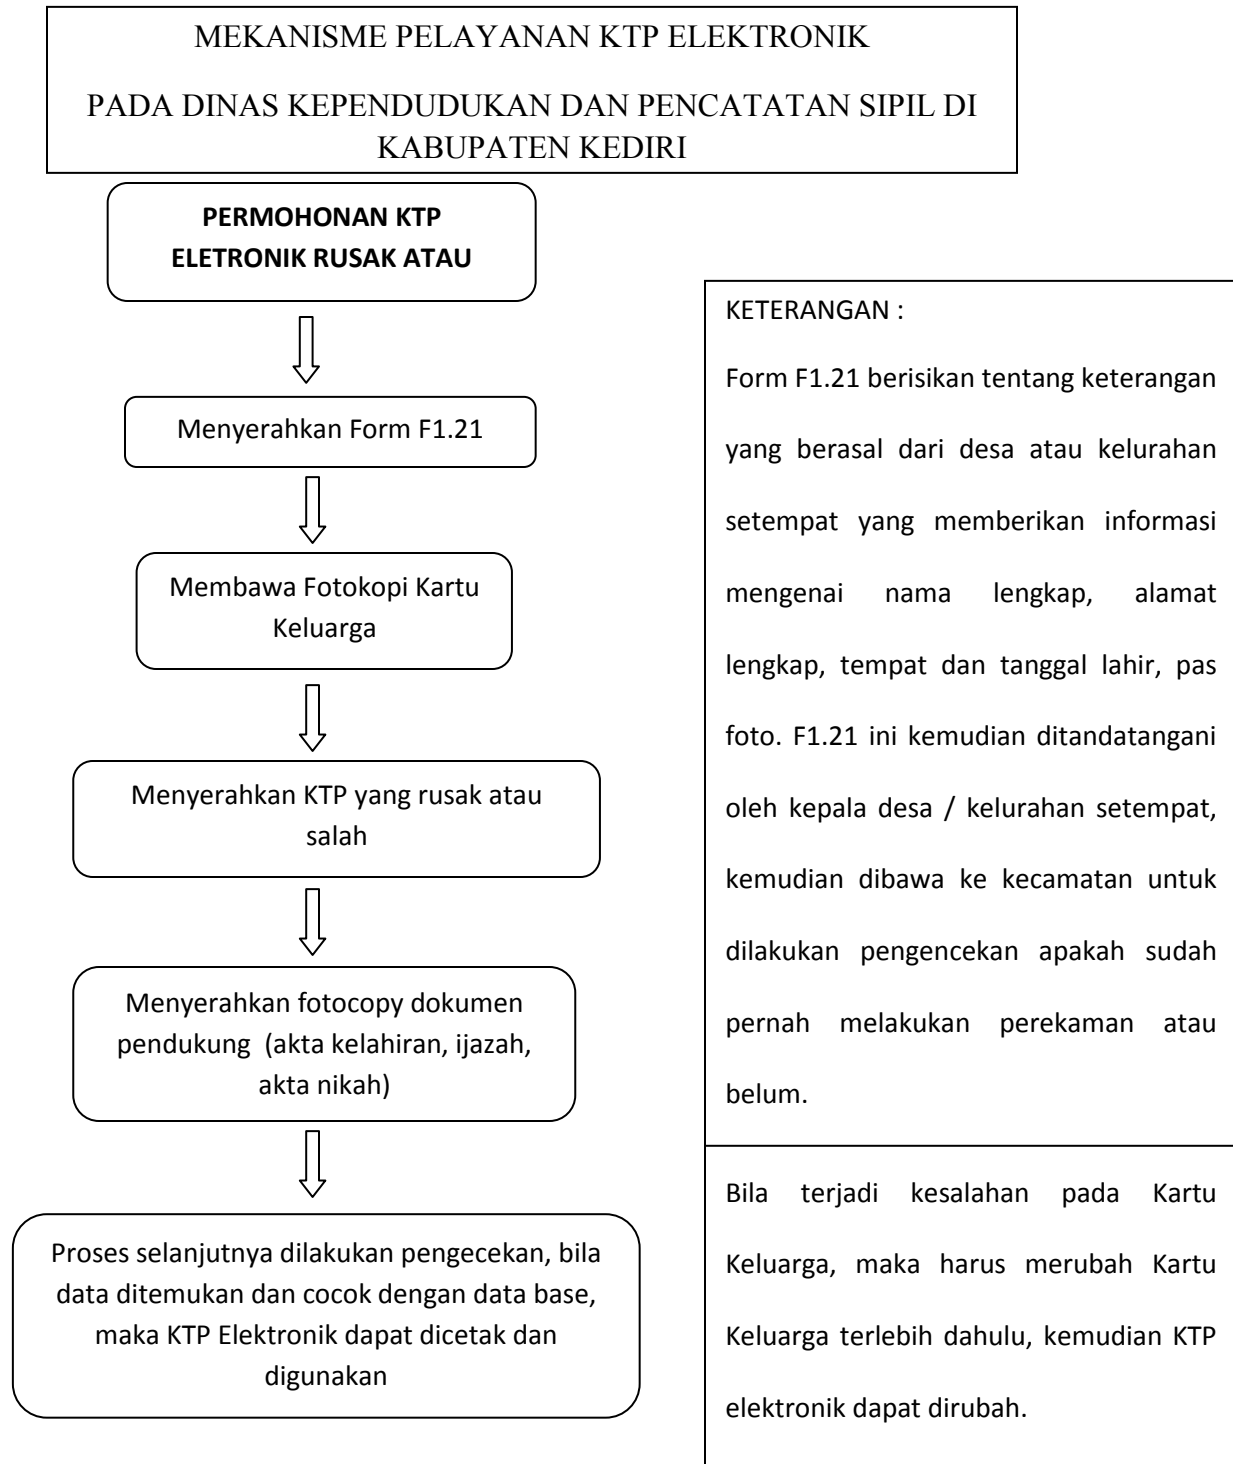 MEKANISME PELAYANAN KTP ELEKTRONIK
PADA DINAS KEPENDUDUKAN DAN PENCATATAN SIPIL DI
KABUPATEN KEDIRI
PERMOHONAN KTP
ELETRONIK RUSAK ATAU
Menyerahkan Form F1.21
Membawa Fotokopi Kartu
Keluarga
Menyerahkan KTP yang rusak atau
salah
Menyerahkan fotocopy dokumen
pendukung (akta kelahiran, ijazah,
akta nikah)
Proses selanjutnya dilakukan pengecekan, bila
data ditemukan dan cocok dengan data base,
maka KTP Elektronik dapat dicetak dan
digunakan
KETERANGAN :
Form F1.21 berisikan tentang keterangan
yang berasal dari desa atau kelurahan
setempat yang memberikan informasi
mengenai nama lengkap, alamat
lengkap, tempat dan tanggal lahir, pas
foto. F1.21 ini kemudian ditandatangani
oleh kepala desa / kelurahan setempat,
kemudian dibawa ke kecamatan untuk
dilakukan pengencekan apakah sudah
pernah melakukan perekaman atau
belum.
Bila terjadi kesalahan pada Kartu
Keluarga, maka harus merubah Kartu
Keluarga terlebih dahulu, kemudian KTP
elektronik dapat dirubah.